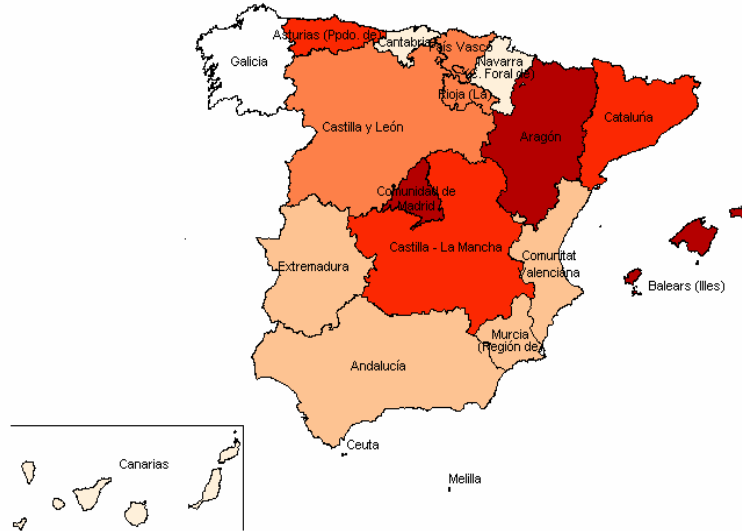 Asturias (Ppdo. de)
Cantabria
País Vasco
Galicia
Navarra
(C. Foral de)
Rioja (La)
Castilla y León
Cataluña
Aragón
Comunidad de
Madrid
Castilla - La Mancha
Comunitat
Valenciana
Extremadura
Balears (Illes)
Murcia
(Región de)
Andalucía
Ceuta
Canarias
Melilla